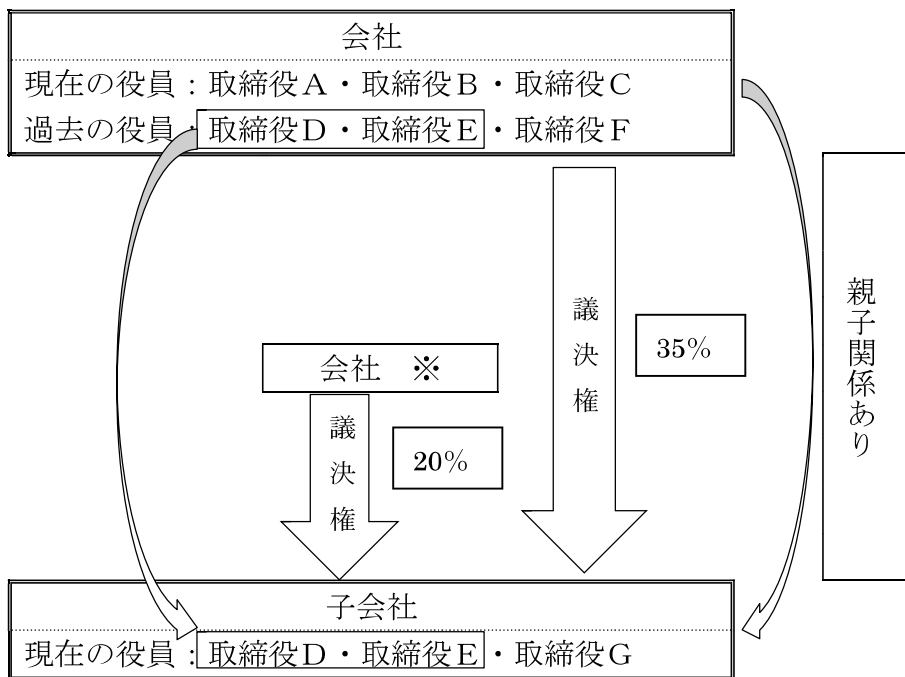 会社
現在の役員：取締役A・取締役B・取締役C
過去の役員：取締役D・取締役E・取締役F
議決権
35%
親子関係あり
会社　※
議決権
20%
子会社
現在の役員：取締役D・取締役E・取締役G